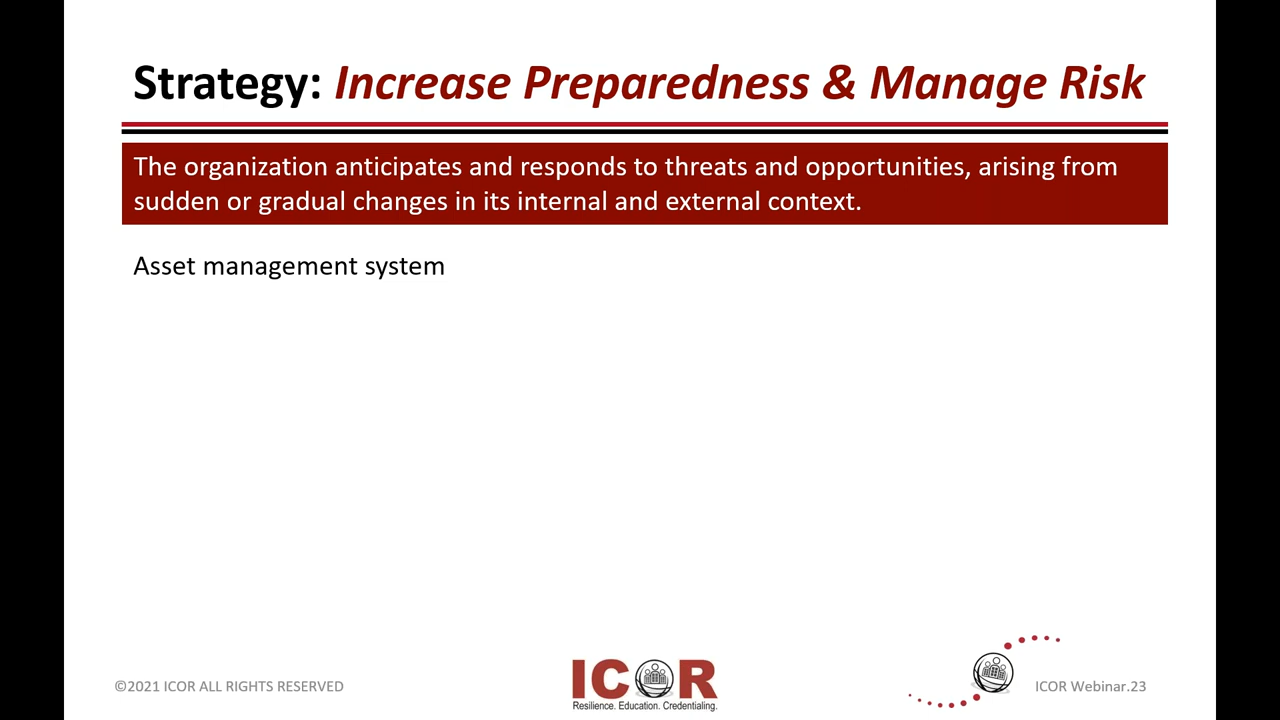 Strategy: Increase Preparedness & Manage Risk
The organization anticipates and responds to threats and opportunities, arising from
sudden or gradual changes in its internal and external context.
Asset management system
©2021 ICOR ALL RIGHTS RESERVED
ICOR
Resilience. Education. Credentialing.
ICOR Webinar.23